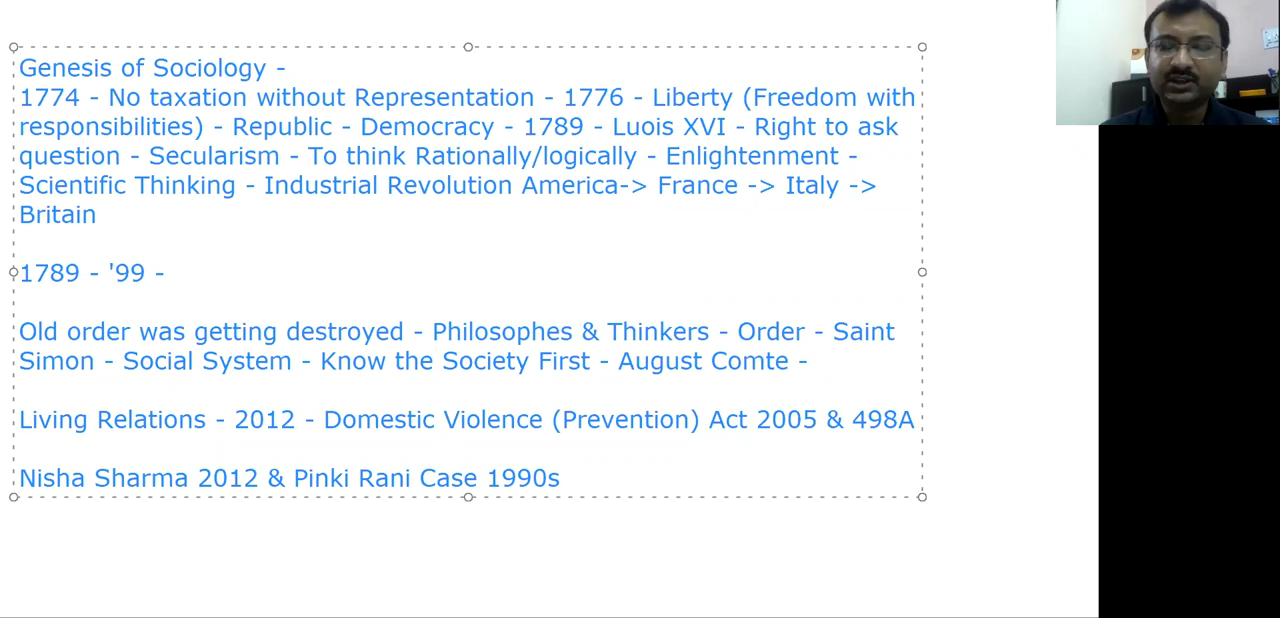 Genesis of Sociology -
1774 - No taxation without Representation - 1776 - Liberty (Freedom with
responsibilities) - Republic - Democracy - 1789 - Luois XVI - Right to ask
question - Secularism - To think Rationally/logically - Enlightenment -
Scientific Thinking - Industrial Revolution America-> France -> Italy ->
Britain
1789 - '99 -
Old order was getting destroyed - Philosophes & Thinkers - Order - Saint
Simon - Social System - Know the Society First - August Comte -
Living Relations - 2012 - Domestic Violence (Prevention) Act 2005 & 498A
Nisha Sharma 2012 & Pinki Rani Case 1990s